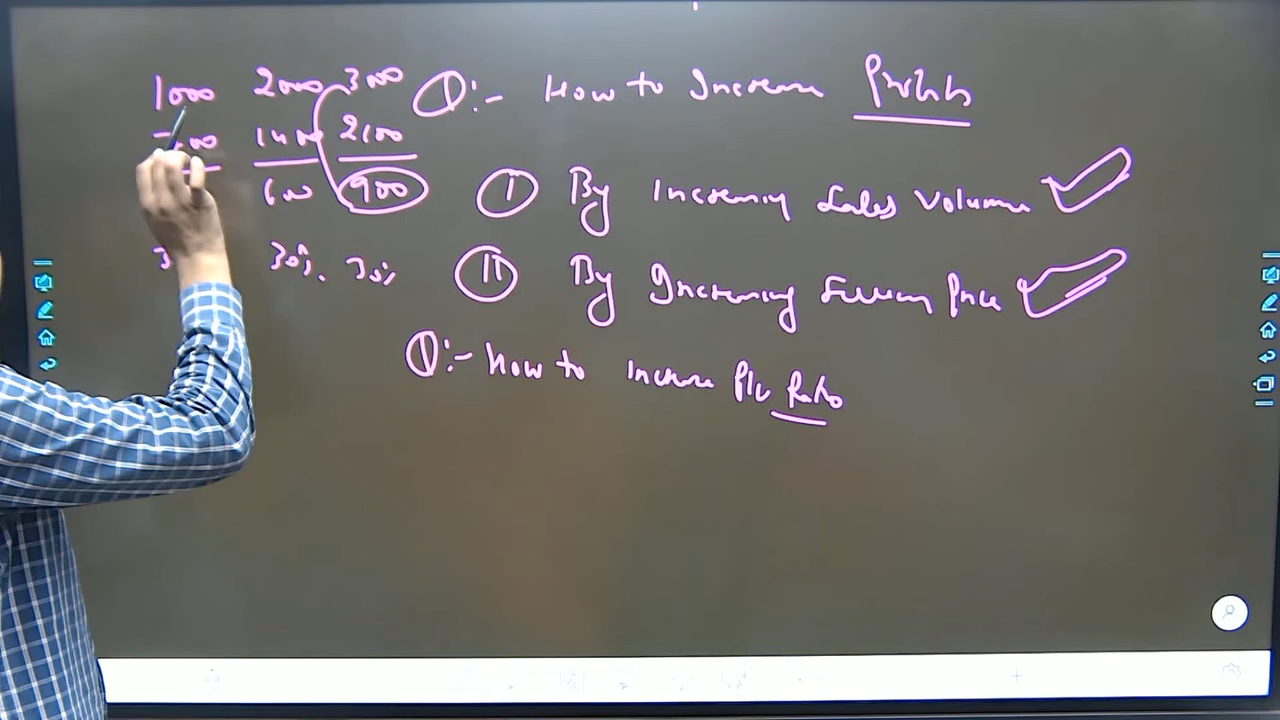 1000 2000 3000
Q:- How to Increase Profits
1400 2100
600 900
I By Increasing Sales Volume
30%. 30%
II By Increasing Selling Price
Q:- How to Increase P/V Ratio